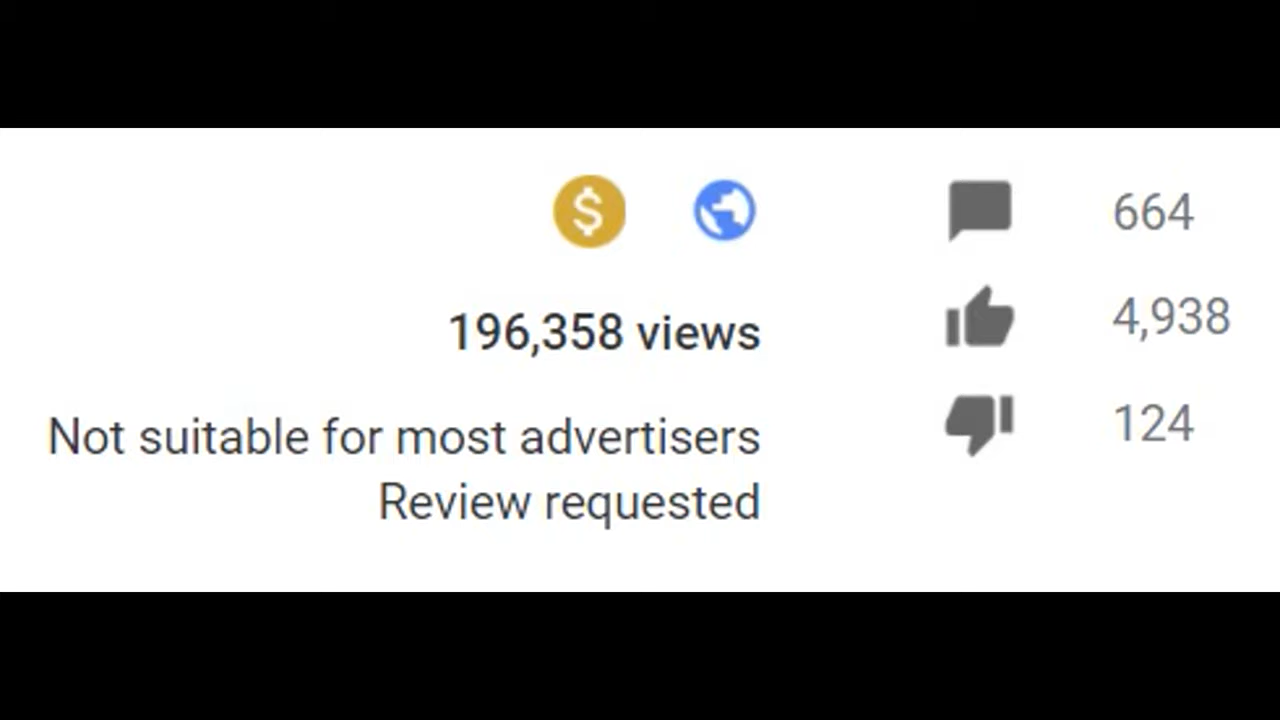 $
196,358 views
Not suitable for most advertisers
Review requested
664
4,938
124